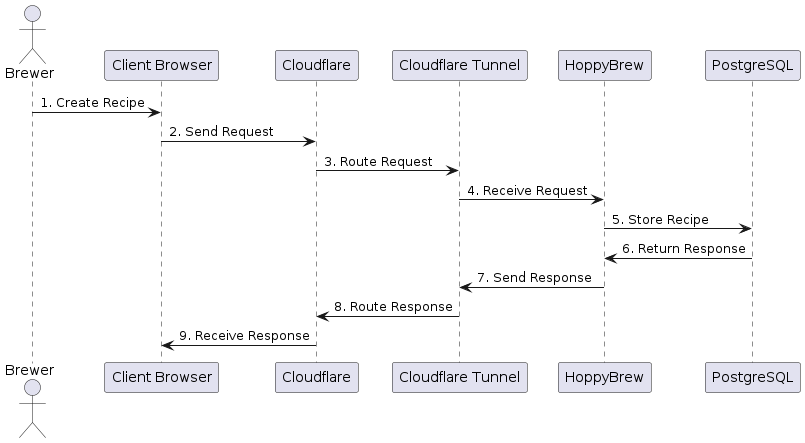 Brewer
Client Browser
Cloudflare
Cloudflare Tunnel
HoppyBrew
PostgreSQL
1. Create Recipe
2. Send Request
3. Route Request
4. Receive Request
5. Store Recipe
6. Return Response
7. Send Response
8. Route Response
9. Receive Response
Brewer
Client Browser
Cloudflare
Cloudflare Tunnel
HoppyBrew
PostgreSQL